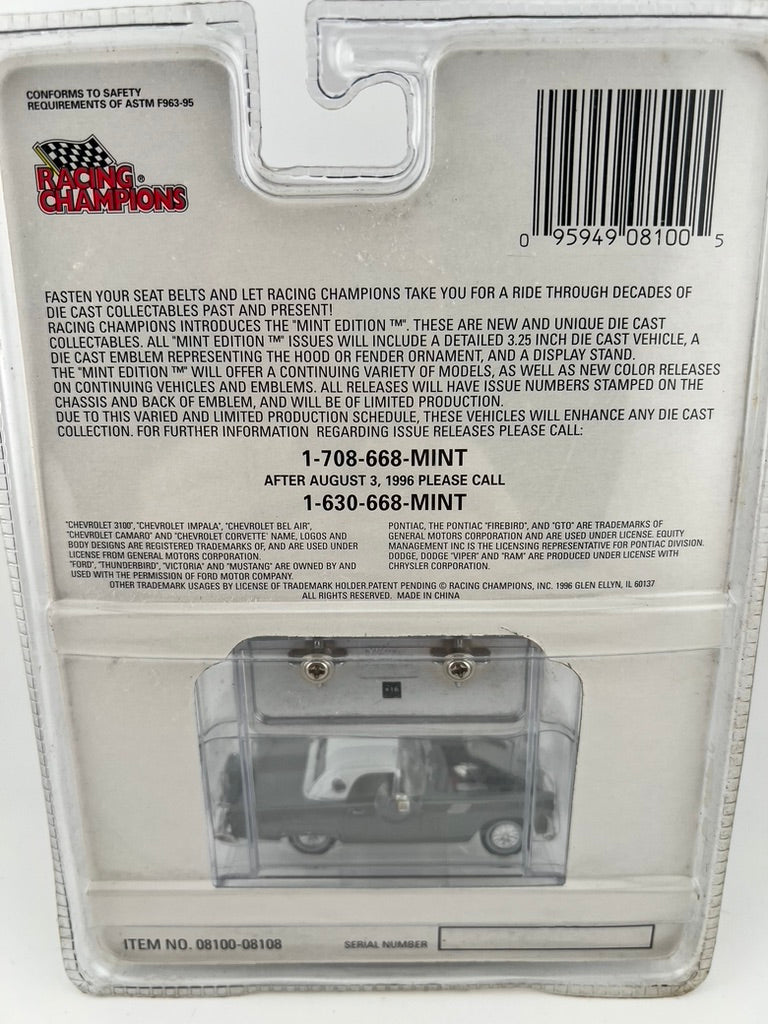 CONFORMS TO SAFETY
REQUIREMENTS OF ASTM F963-95
RACING®
CHAMPIONS
0 95949 08100 5
FASTEN YOUR SEAT BELTS AND LET RACING CHAMPIONS TAKE YOU FOR A RIDE THROUGH DECADES OF
DIE CAST COLLECTABLES PAST AND PRESENT!
RACING CHAMPIONS INTRODUCES THE "MINT EDITION ™". THESE ARE NEW AND UNIQUE DIE CAST
COLLECTABLES. ALL "MINT EDITION ™" ISSUES WILL INCLUDE A DETAILED 3.25 INCH DIE CAST VEHICLE, A
DIE CAST EMBLEM REPRESENTING THE HOOD OR FENDER ORNAMENT, AND A DISPLAY STAND.
THE "MINT EDITION ™" WILL OFFER A CONTINUING VARIETY OF MODELS, AS WELL AS NEW COLOR RELEASES
ON CONTINUING VEHICLES AND EMBLEMS. ALL RELEASES WILL HAVE ISSUE NUMBERS STAMPED ON THE
CHASSIS AND BACK OF EMBLEM, AND WILL BE OF LIMITED PRODUCTION.
DUE TO THIS VARIED AND LIMITED PRODUCTION SCHEDULE, THESE VEHICLES WILL ENHANCE ANY DIE CAST
COLLECTION. FOR FURTHER INFORMATION REGARDING ISSUE RELEASES PLEASE CALL:
1-708-668-MINT
AFTER AUGUST 3, 1996 PLEASE CALL
1-630-668-MINT
"CHEVROLET 3100", "CHEVROLET IMPALA", "CHEVROLET BEL AIR",
"CHEVROLET CAMARO" AND "CHEVROLET CORVETTE" NAME, LOGOS AND
BODY DESIGNS ARE REGISTERED TRADEMARKS OF, AND ARE USED UNDER
LICENSE FROM GENERAL MOTORS CORPORATION.
"FORD", "THUNDERBIRD", "VICTORIA" AND "MUSTANG" ARE OWNED BY AND
USED WITH THE PERMISSION OF FORD MOTOR COMPANY.
PONTIAC, THE PONTIAC "FIREBIRD", AND "GTO" ARE TRADEMARKS OF
GENERAL MOTORS CORPORATION AND ARE USED UNDER LICENSE. EQUITY
MANAGEMENT INC IS THE LICENSING REPRESENTATIVE FOR PONTIAC DIVISION.
DODGE, DODGE "VIPER" AND "RAM" ARE PRODUCED UNDER LICENSE WITH
CHRYSLER CORPORATION.
OTHER TRADEMARK USAGES BY LICENSE OF TRADEMARK HOLDER.PATENT PENDING © RACING CHAMPIONS, INC. 1996 GLEN ELLYN, IL 60137
ALL RIGHTS RESERVED. MADE IN CHINA
ITEM NO. 08100-08108
SERIAL NUMBER